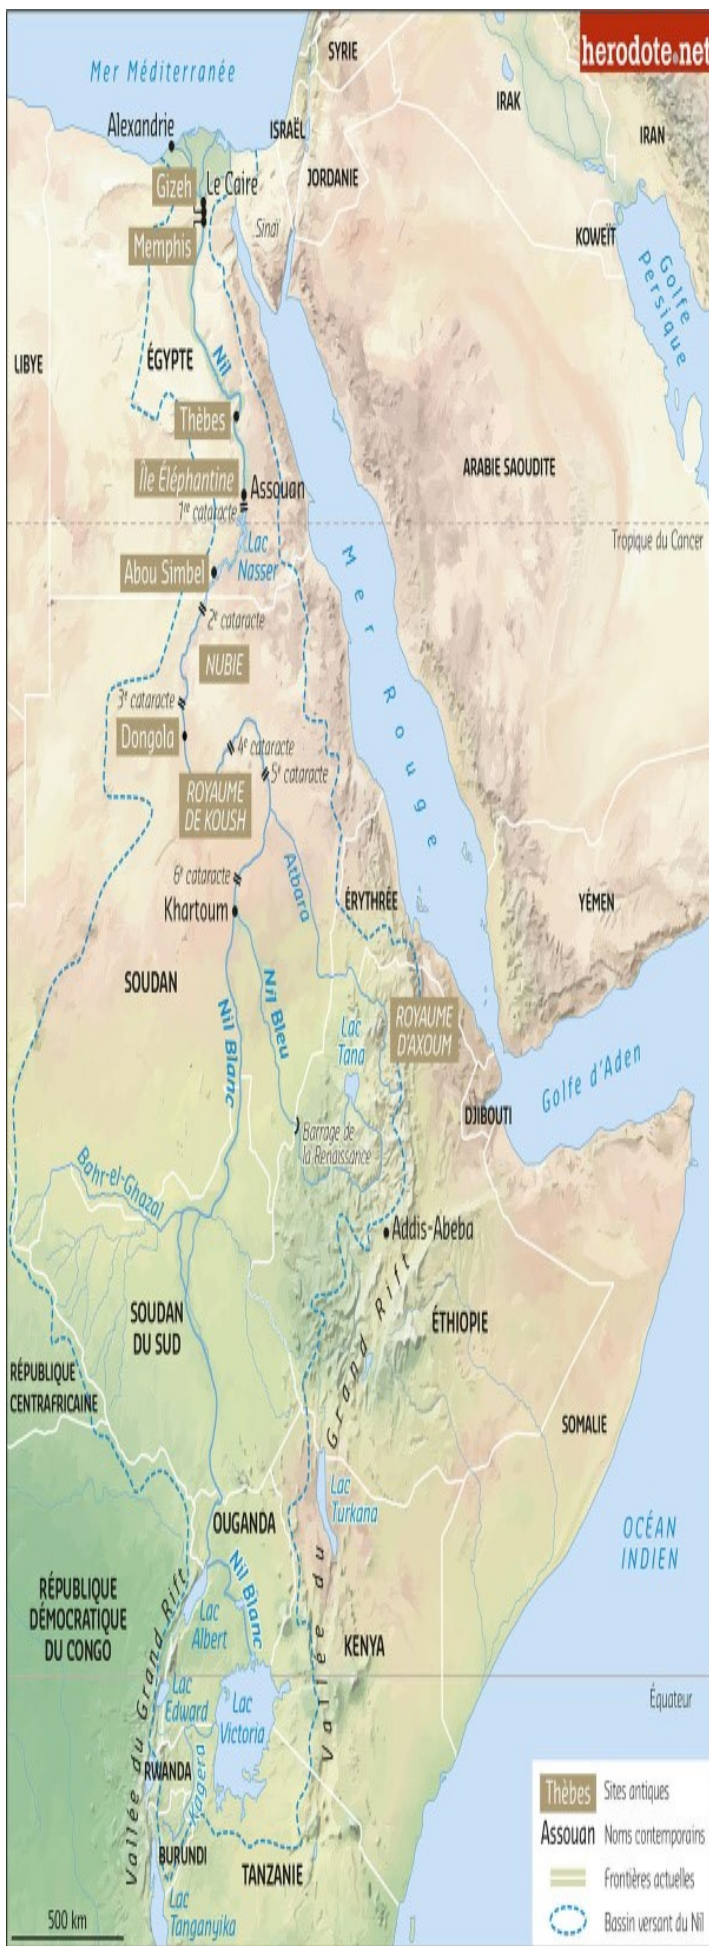 herodote.net
SYRIE
Mer Méditerranée
IRAK
Alexandrie
ISRAËL
IRAN
Gizeh
Le Caire
JORDANIE
Sinaï
KOWEÏT
Memphis
Golfe
persique
LIBYE
ÉGYPTE
Nil
Thèbes
ARABIE SAOUDITE
Île Éléphantine
Assouan
1re cataracte
Lac
Nasser
Tropique du Cancer
Abou Simbel
2e cataracte
Mer Rouge
NUBIE
3e cataracte
Dongola
4e cataracte
5e cataracte
ROYAUME
DE KOUSH
6e cataracte
Atbara
ÉRYTHRÉE
YÉMEN
Khartoum
SOUDAN
Nil Blanc
Nil Bleu
Lac
Tana
ROYAUME
D'AXOUM
Golfe d'Aden
DJIBOUTI
Barrage de
la Renaissance
Bahr-el-Ghazal
Addis-Abeba
SOUDAN
DU SUD
ÉTHIOPIE
RÉPUBLIQUE
CENTRAFRICAINE
SOMALIE
Vallée du Grand Rift
Lac
Turkana
OUGANDA
OCÉAN
INDIEN
Nil Blanc
RÉPUBLIQUE
DÉMOCRATIQUE
DU CONGO
Lac
Albert
KENYA
Vallée du Grand Rift
Lac
Edward
Lac
Victoria
Équateur
RWANDA
Kagera
BURUNDI
TANZANIE
Lac
Tanganyika
Thèbes Sites antiques
Assouan Noms contemporains
Frontières actuelles
Bassin versant du Nil
500 km